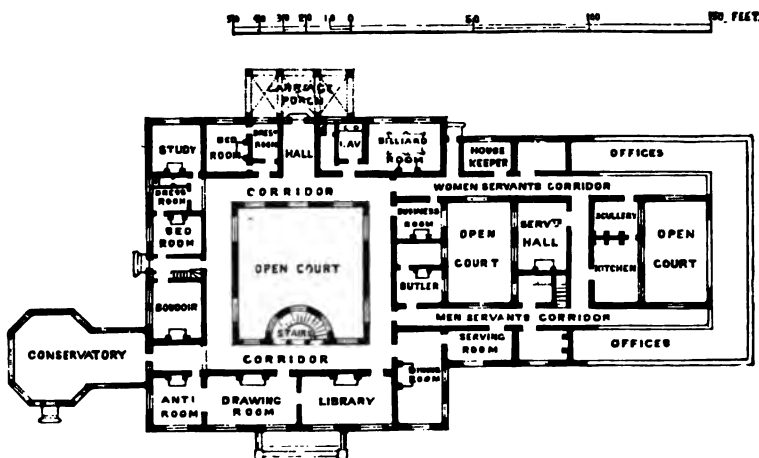 50 40 30 20 10 0 50 100 150 FEET.
CARRIAGE
PORCH
STUDY
BED
ROOM
DRESS
ROOM
HALL
LAV
BILLIARD
ROOM
HOUSE
KEEPER
OFFICES
DRESS
ROOM
CORRIDOR
WOMEN SERVANTS CORRIDOR
BED
ROOM
BUSINESS
ROOM
OPEN
COURT
SERVTS
HALL
SCULLERY
OPEN
COURT
OPEN COURT
KITCHEN
BUTLER
BOUDOIR
STAIRS
MEN SERVANTS CORRIDOR
CONSERVATORY
CORRIDOR
SERVING
ROOM
OFFICES
DINING
ROOM
ANTI
ROOM
DRAWING
ROOM
LIBRARY